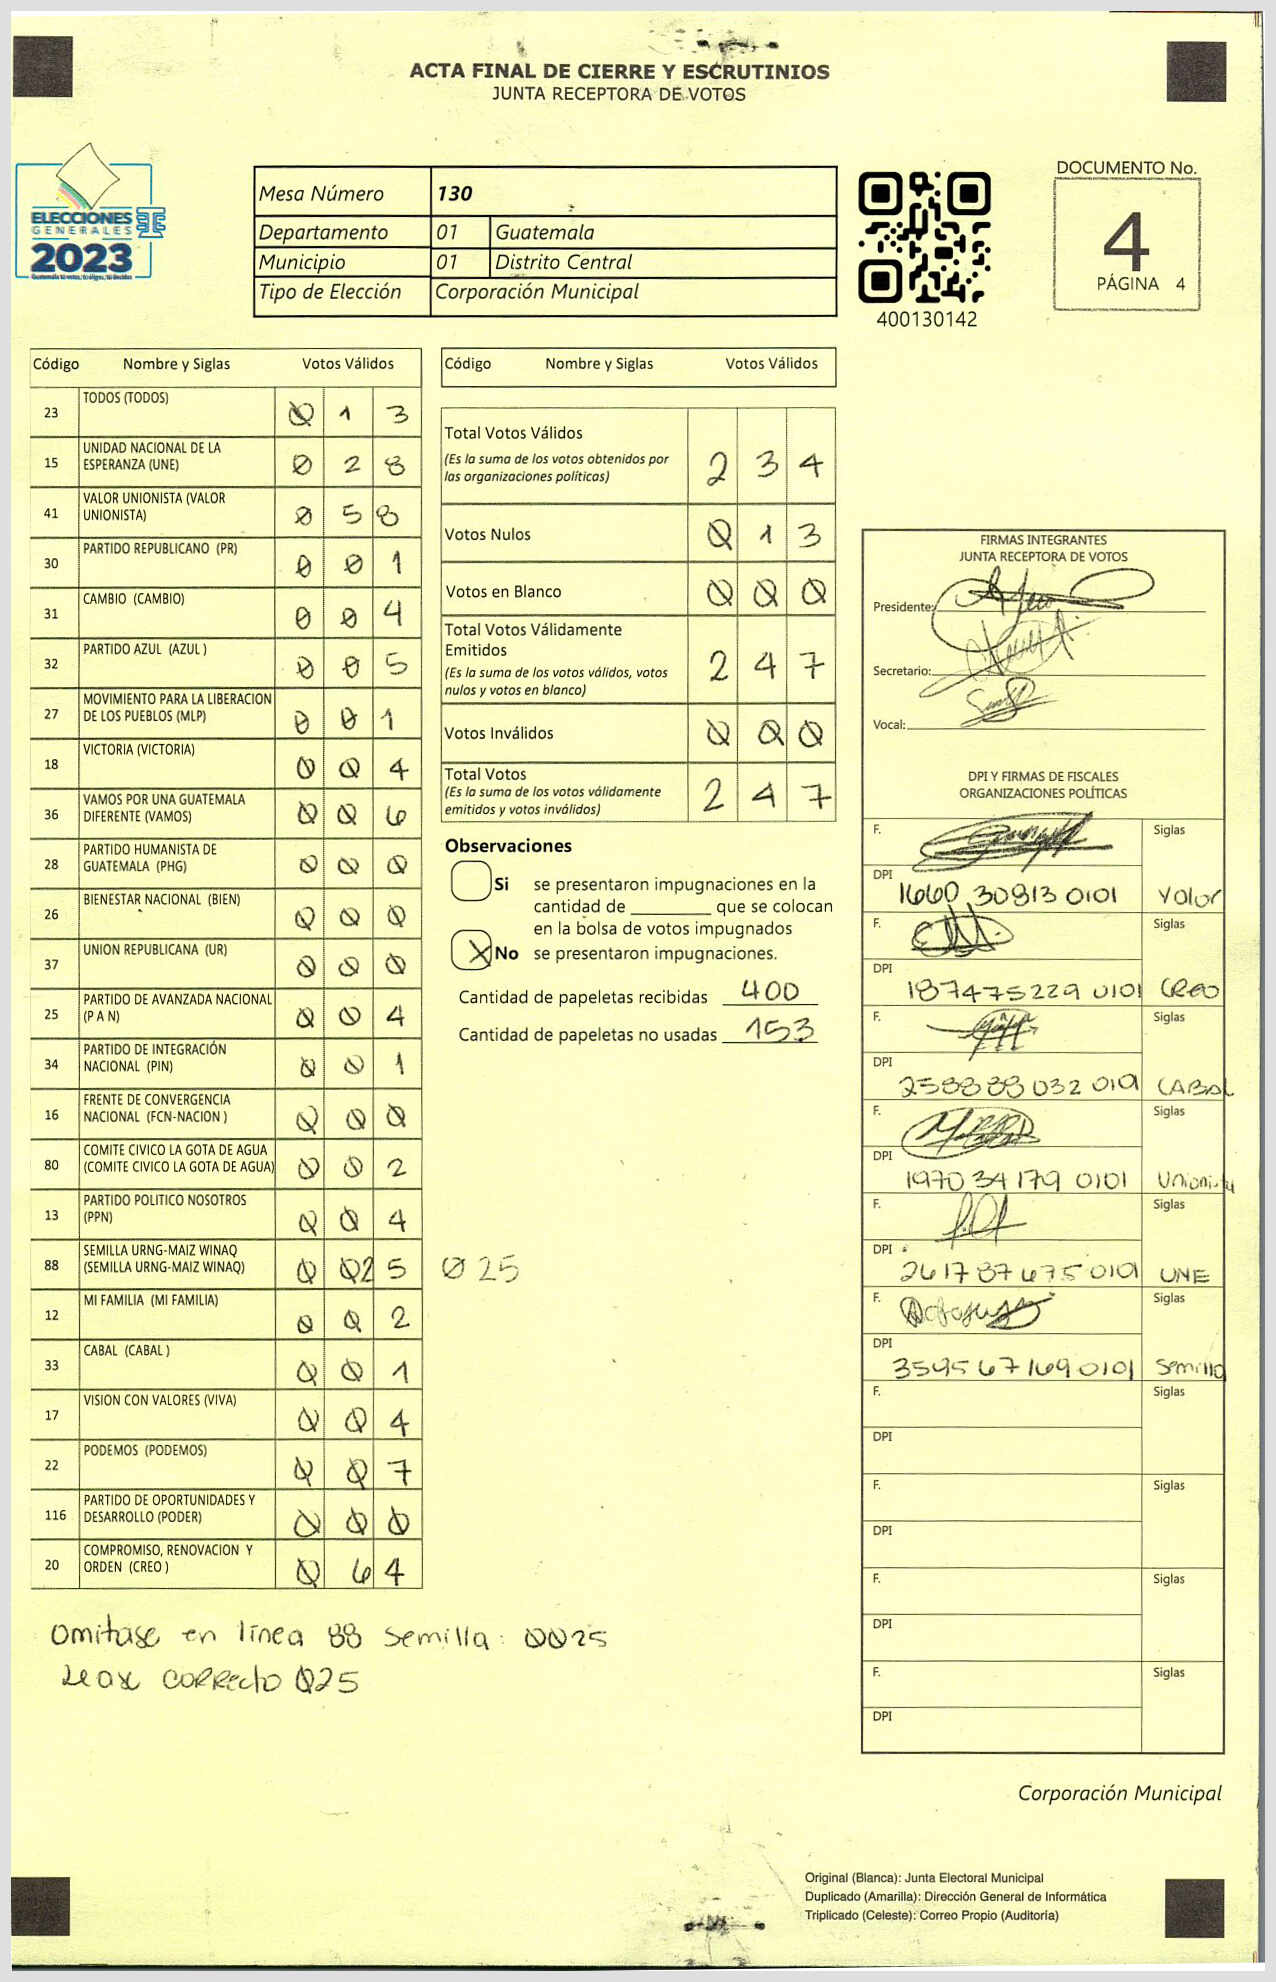 ACTA FINAL DE CIERRE Y ESCRUTINIOS
JUNTA RECEPTORA DE VOTOS
ELECCIONES
GENERALES
2023
Mesa Número 130
Departamento 01 Guatemala
Municipio 01 Distrito Central
Tipo de Elección Corporación Municipal
400130142
DOCUMENTO No.
4
PÁGINA 4
Código Nombre y Siglas Votos Válidos
23 TODOS (TODOS) 0 1 3
15 UNIDAD NACIONAL DE LA ESPERANZA (UNE) 0 2 8
41 VALOR UNIONISTA (VALOR UNIONISTA) 0 5 8
30 PARTIDO REPUBLICANO (PR) 0 0 1
31 CAMBIO (CAMBIO) 0 0 4
32 PARTIDO AZUL (AZUL ) 0 0 5
27 MOVIMIENTO PARA LA LIBERACION DE LOS PUEBLOS (MLP) 0 0 1
18 VICTORIA (VICTORIA) 0 0 4
36 VAMOS POR UNA GUATEMALA DIFERENTE (VAMOS) 0 0 6
28 PARTIDO HUMANISTA DE GUATEMALA (PHG) 0 0 0
26 BIENESTAR NACIONAL (BIEN) 0 0 0
37 UNION REPUBLICANA (UR) 0 0 0
25 PARTIDO DE AVANZADA NACIONAL (P A N) 0 0 4
34 PARTIDO DE INTEGRACIÓN NACIONAL (PIN) 0 0 1
16 FRENTE DE CONVERGENCIA NACIONAL (FCN-NACION ) 0 0 0
80 COMITE CIVICO LA GOTA DE AGUA (COMITE CIVICO LA GOTA DE AGUA) 0 0 2
13 PARTIDO POLITICO NOSOTROS (PPN) 0 0 4
88 SEMILLA URNG-MAIZ WINAQ (SEMILLA URNG-MAIZ WINAQ) 0 02 5 025
12 MI FAMILIA (MI FAMILIA) 0 0 2
33 CABAL (CABAL ) 0 0 1
17 VISION CON VALORES (VIVA) 0 0 4
22 PODEMOS (PODEMOS) 0 0 7
116 PARTIDO DE OPORTUNIDADES Y DESARROLLO (PODER) 0 0 0
20 COMPROMISO, RENOVACION Y ORDEN (CREO ) 0 6 4
Omitase en línea 88 Semilla: 0025
Lease correcto 025
Código Nombre y Siglas Votos Válidos
Total Votos Válidos 2 3 4
(Es la suma de los votos obtenidos por
las organizaciones políticas)
Votos Nulos 0 1 3
Votos en Blanco 0 0 0
Total Votos Válidamente
Emitidos 2 4 7
(Es la suma de los votos válidos, votos
nulos y votos en blanco)
Votos Inválidos 0 0 0
Total Votos 2 4 7
(Es la suma de los votos válidamente
emitidos y votos inválidos)
Observaciones
Si se presentaron impugnaciones en la
cantidad de ________ que se colocan
en la bolsa de votos impugnados
X No se presentaron impugnaciones.
Cantidad de papeletas recibidas 400
Cantidad de papeletas no usadas 153
FIRMAS INTEGRANTES
JUNTA RECEPTORA DE VOTOS
Presidente:
Secretario:
Vocal:
DPI Y FIRMAS DE FISCALES
ORGANIZACIONES POLÍTICAS
F. Siglas
DPI 1660 30813 0101 Valor
F. Siglas
DPI 187475229 0101 CREO
F. Siglas
DPI 258888032 0101 CABAL
F. Siglas
DPI 1970 34179 0101 Unionista
F. Siglas
DPI 261787675 0101 UNE
F. Siglas
DPI 3595671690101 Semilla
F. Siglas
DPI
F. Siglas
DPI
F. Siglas
DPI
F. Siglas
DPI
Corporación Municipal
Original (Blanca): Junta Electoral Municipal
Duplicado (Amarilla): Dirección General de Informática
Triplicado (Celeste): Correo Propio (Auditoría)